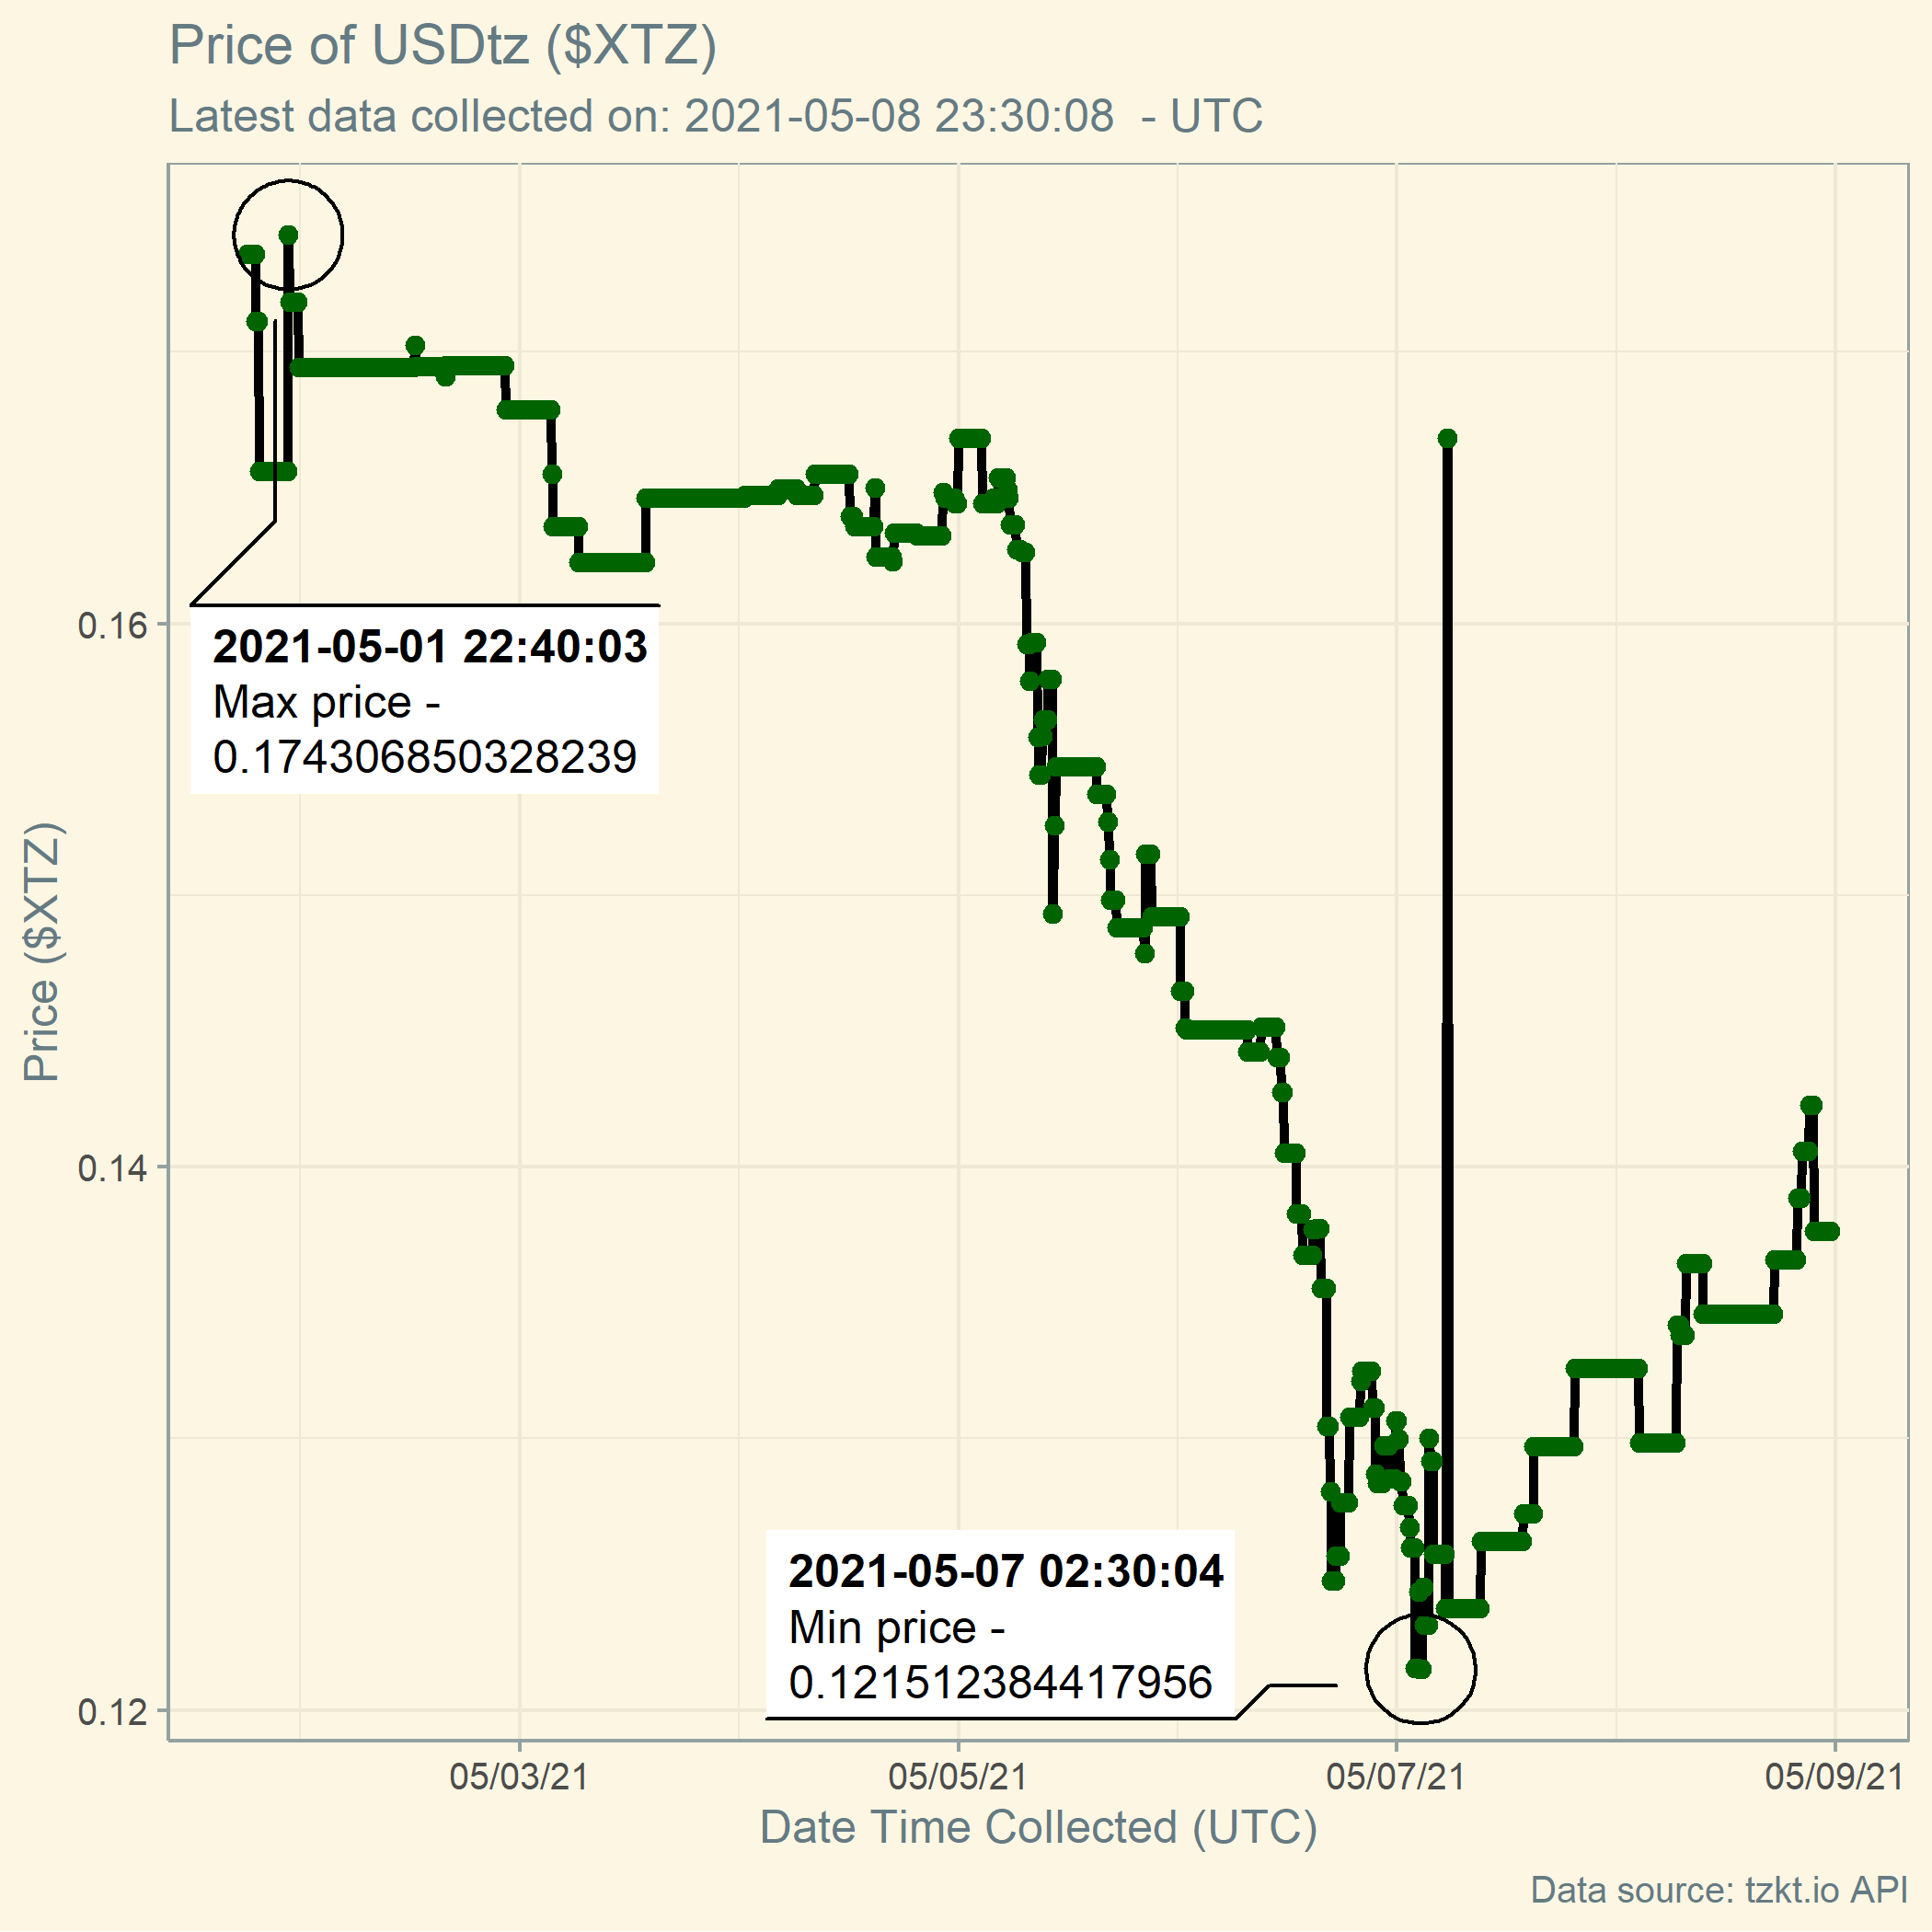 Price of USDtz ($XTZ)
Latest data collected on: 2021-05-08 23:30:08  - UTC
Price ($XTZ)
0.16
0.14
0.12
2021-05-01 22:40:03
Max price -
0.174306850328239
2021-05-07 02:30:04
Min price -
0.121512384417956
05/03/21
05/05/21
05/07/21
05/09/21
Date Time Collected (UTC)
Data source: tzkt.io API